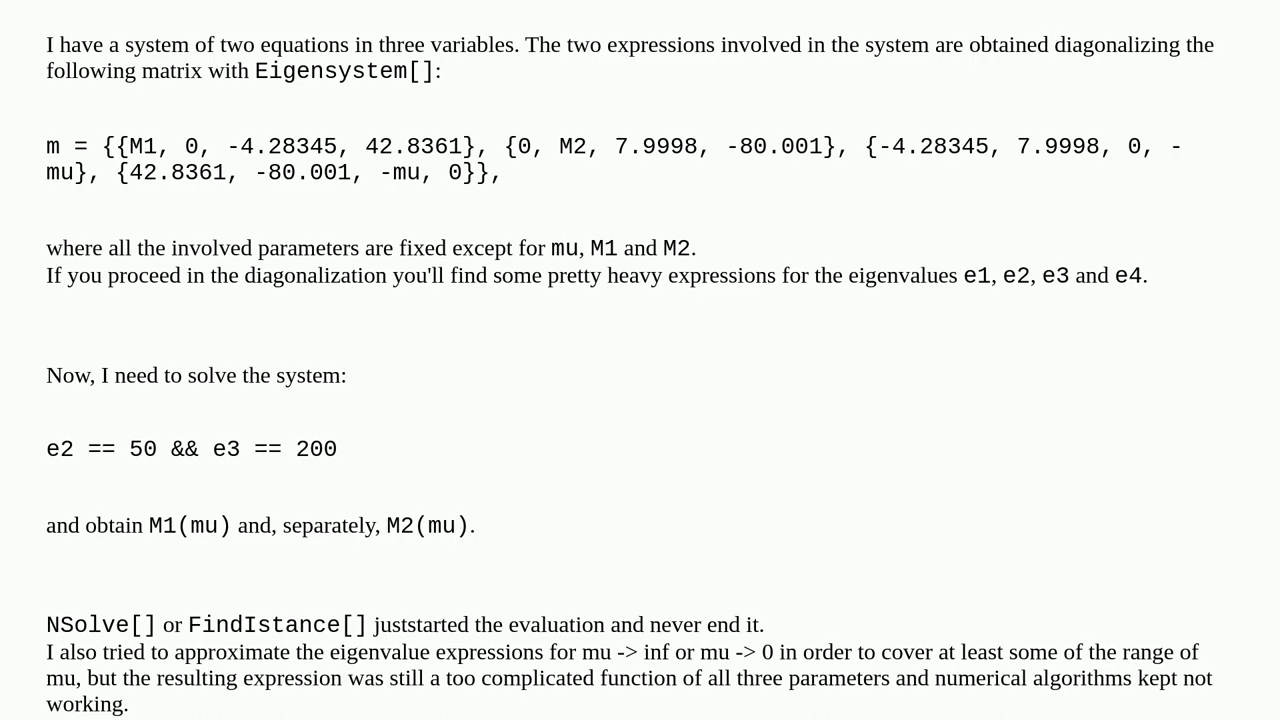 I have a system of two equations in three variables. The two expressions involved in the system are obtained diagonalizing the
following matrix with Eigensystem[]:
m = {{M1, 0, -4.28345, 42.8361}, {0, M2, 7.9998, -80.001}, {-4.28345, 7.9998, 0, -
mu}, {42.8361, -80.001, -mu, 0}},
where all the involved parameters are fixed except for mu, M1 and M2.
If you proceed in the diagonalization you'll find some pretty heavy expressions for the eigenvalues e1, e2, e3 and e4.
Now, I need to solve the system:
e2 == 50 && e3 == 200
and obtain M1(mu) and, separately, M2(mu).
NSolve[] or FindIstance[] juststarted the evaluation and never end it.
I also tried to approximate the eigenvalue expressions for mu -> inf or mu -> 0 in order to cover at least some of the range of
mu, but the resulting expression was still a too complicated function of all three parameters and numerical algorithms kept not
working.